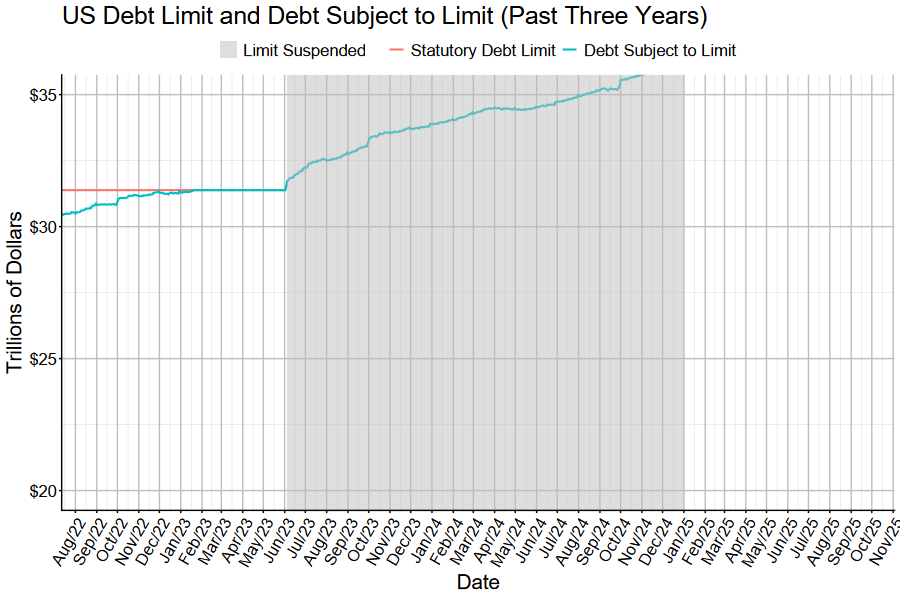 US Debt Limit and Debt Subject to Limit (Past Three Years)
Limit Suspended Statutory Debt Limit Debt Subject to Limit
Trillions of Dollars
$35
$30
$25
$20
Aug/22 Sep/22 Oct/22 Nov/22 Dec/22 Jan/23 Feb/23 Mar/23 Apr/23 May/23 Jun/23 Jul/23 Aug/23 Sep/23 Oct/23 Nov/23 Dec/23 Jan/24 Feb/24 Mar/24 Apr/24 May/24 Jun/24 Jul/24 Aug/24 Sep/24 Oct/24 Nov/24 Dec/24 Jan/25 Feb/25 Mar/25 Apr/25 May/25 Jun/25 Jul/25 Aug/25 Sep/25 Oct/25 Nov/25
Date